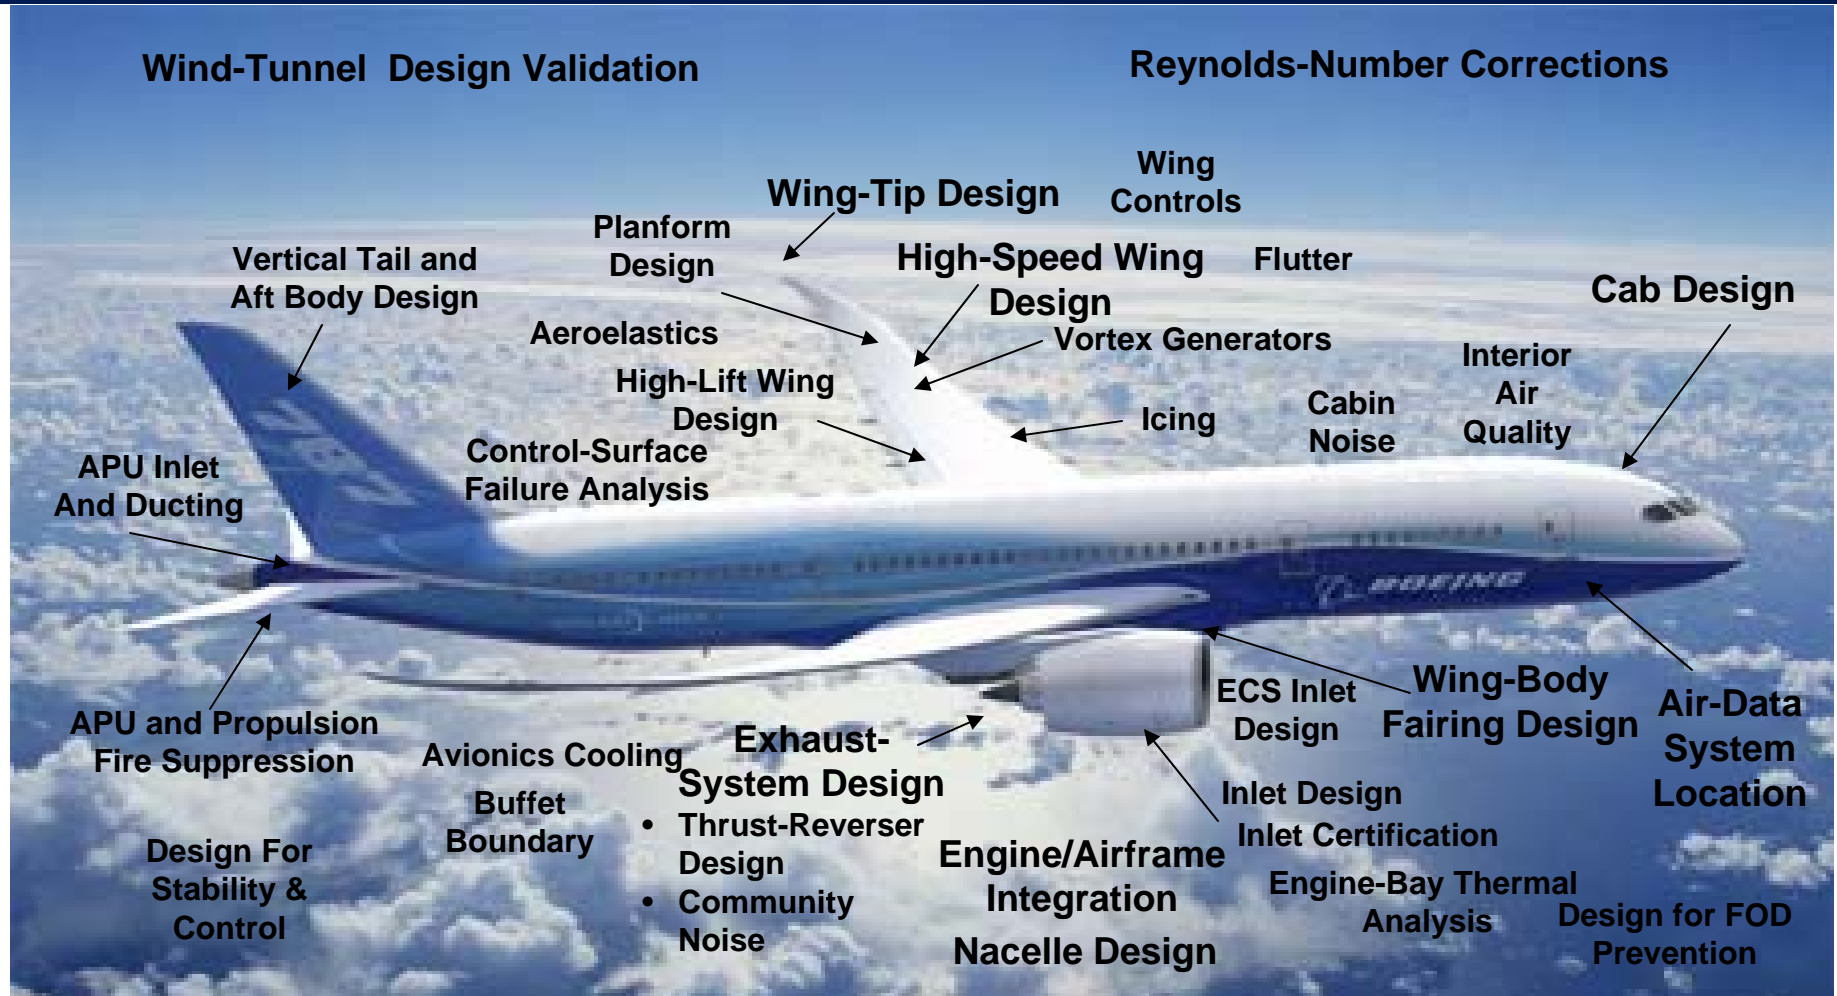 Wind-Tunnel Design Validation
Reynolds-Number Corrections
Wing
Controls
Wing-Tip Design
Planform
Design
High-Speed Wing
Design
Flutter
Vertical Tail and
Aft Body Design
Cab Design
Aeroelastics
Vortex Generators
Interior
Air
Quality
High-Lift Wing
Design
Cabin
Noise
Icing
Control-Surface
Failure Analysis
APU Inlet
And Ducting
787
BOEING
APU and Propulsion
Fire Suppression
Avionics Cooling
Exhaust-
System Design
• Thrust-Reverser
Design
• Community
Noise
ECS Inlet
Design
Wing-Body
Fairing Design
Air-Data
System
Location
Buffet
Boundary
Inlet Design
Inlet Certification
Design For
Stability &
Control
Engine/Airframe
Integration
Nacelle Design
Engine-Bay Thermal
Analysis
Design for FOD
Prevention